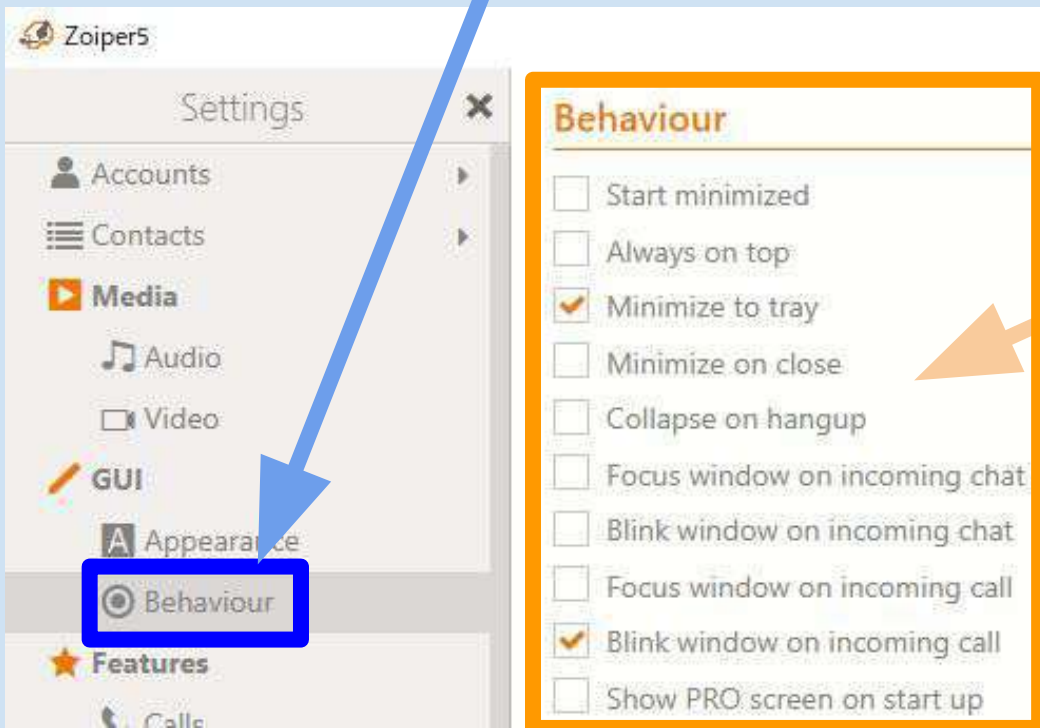 Zoiper5
Settings
Accounts
Contacts
Media
Audio
Video
GUI
Appearance
Behaviour
Features
Calls
Behaviour
Start minimized
Always on top
Minimize to tray
Minimize on close
Collapse on hangup
Focus window on incoming chat
Blink window on incoming chat
Focus window on incoming call
Blink window on incoming call
Show PRO screen on start up